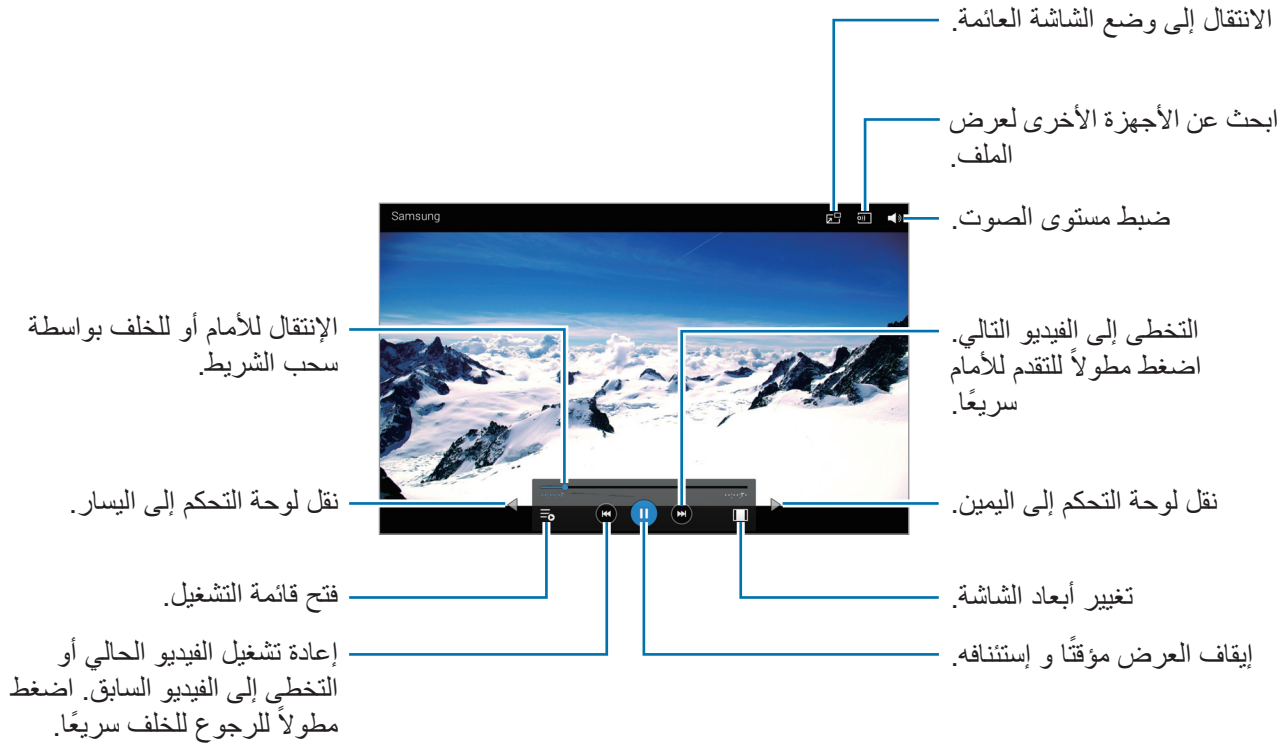 الانتقال إلى وضع الشاشة العائمة.
ابحث عن الأجهزة الأخرى لعرض
الملف.
Samsung
ضبط مستوى الصوت.
الإنتقال للأمام أو للخلف بواسطة
سحب الشريط.
التخطى إلى الفيديو التالي.
اضغط مطولاً للتقدم للأمام
سريعًا.
نقل لوحة التحكم إلى اليسار.
نقل لوحة التحكم إلى اليمين.
فتح قائمة التشغيل.
تغيير أبعاد الشاشة.
إعادة تشغيل الفيديو الحالي أو
التخطى إلى الفيديو السابق. اضغط
مطولاً للرجوع للخلف سريعًا.
إيقاف العرض مؤقتًا و إستئنافه.